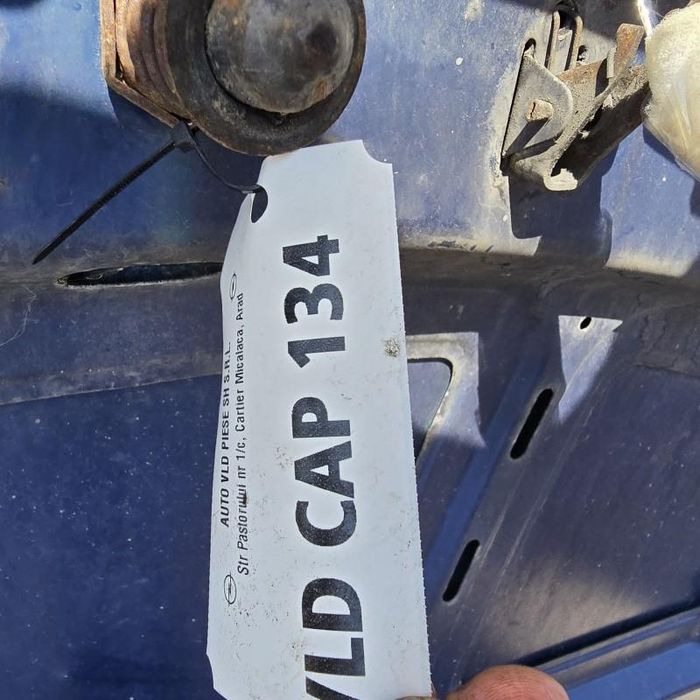 AUTO VLD PIESE SH S.R.L.
Str Pastorului nr 1/c, Cartier Micalaca, Arad
VLD CAP 134